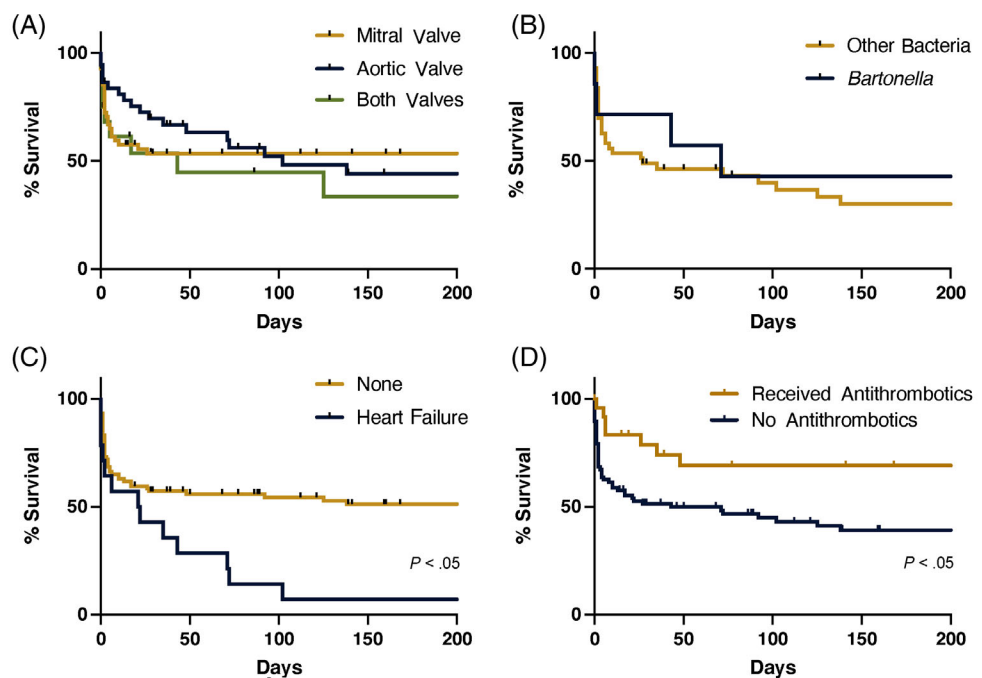 (A)
Mitral Valve
Aortic Valve
Both Valves
% Survival
100
50
0
0 50 100 150 200
Days
(B)
Other Bacteria
Bartonella
% Survival
100
50
0
0 50 100 150 200
Days
(C)
None
Heart Failure
% Survival
100
50
0
P < .05
0 50 100 150 200
Days
(D)
Received Antithrombotics
No Antithrombotics
% Survival
100
50
0
P < .05
0 50 100 150 200
Days